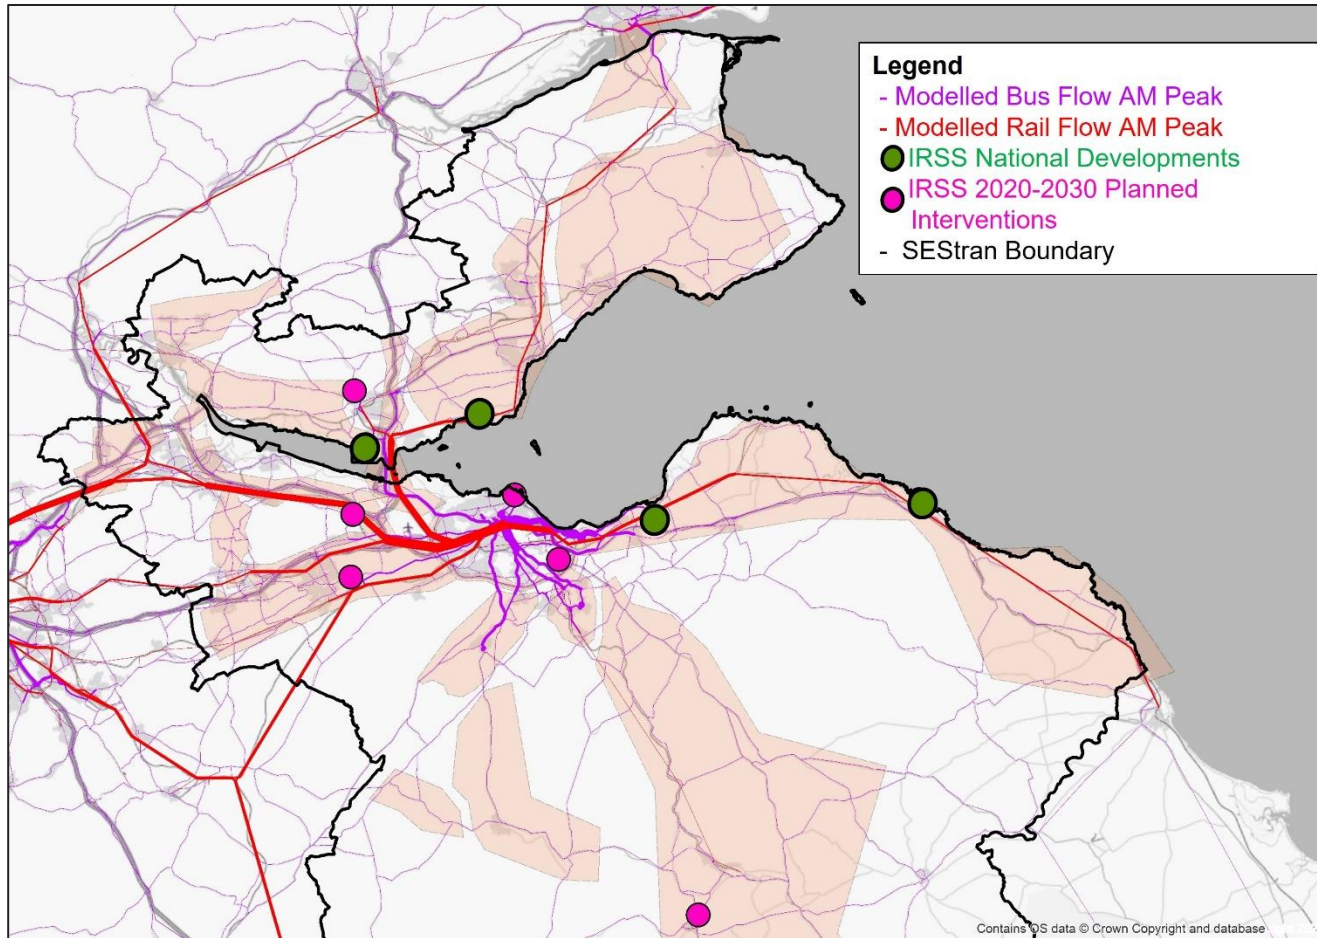 Legend
- Modelled Bus Flow AM Peak
- Modelled Rail Flow AM Peak
IRSS National Developments
IRSS 2020-2030 Planned
Interventions
- SEStran Boundary
Contains OS data © Crown Copyright and database